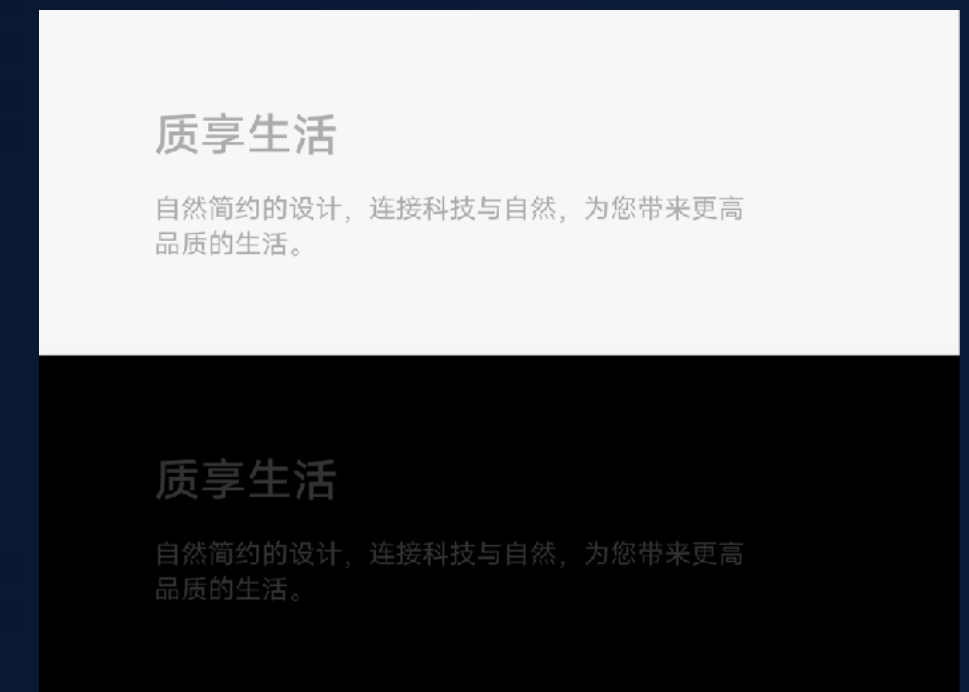 质享生活
自然简约的设计，连接科技与自然，为您带来更高
品质的生活。
质享生活
自然简约的设计，连接科技与自然，为您带来更高
品质的生活。